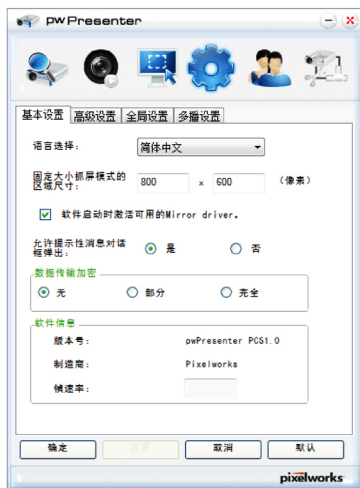 pwPresenter
基本设置 高级设置 全局设置 多播设置
语言选择： 简体中文
固定大小抓屏模式的
区域尺寸： 800 x 600 （像素）
软件启动时激活可用的Mirror driver。
允许提示性消息对话
框弹出： 是 否
数据传输加密
无 部分 完全
软件信息
版本号： pwPresenter PCS1.0
制造商： Pixelworks
帧速率：
确定 应用 取消 默认
pixelworks